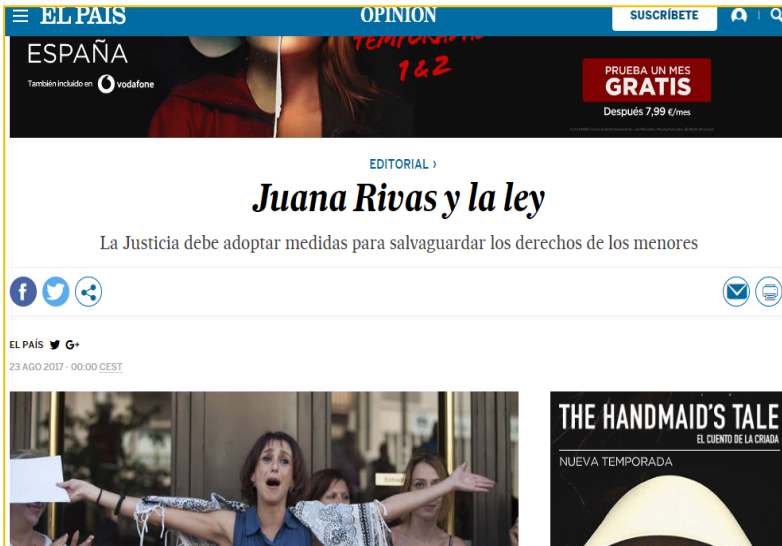 EL PAÍS
OPINIÓN
SUSCRÍBETE
ESPAÑA
También incluido en vodafone
TEMPORADAS
1 & 2
PRUEBA UN MES
GRATIS
Después 7,99 €/mes
EDITORIAL ›
Juana Rivas y la ley
La Justicia debe adoptar medidas para salvaguardar los derechos de los menores
EL PAÍS G+
23 AGO 2017 - 00:00 CEST
THE HANDMAID'S TALE
EL CUENTO DE LA CRIADA
NUEVA TEMPORADA